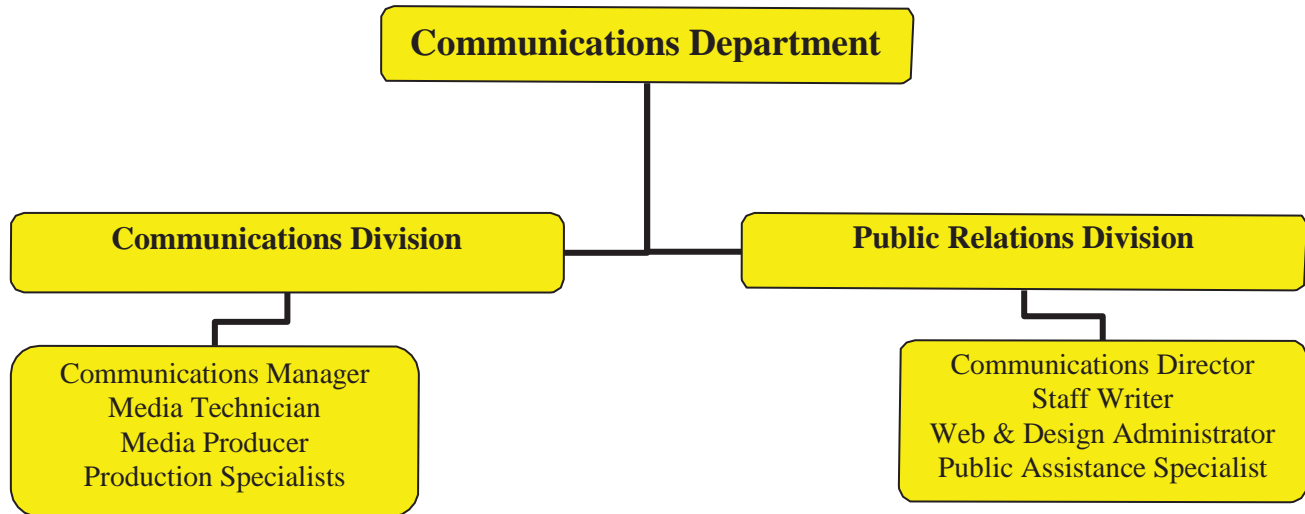 Communications Department
Communications Division
Public Relations Division
Communications Manager
Media Technician
Media Producer
Production Specialists
Communications Director
Staff Writer
Web & Design Administrator
Public Assistance Specialist